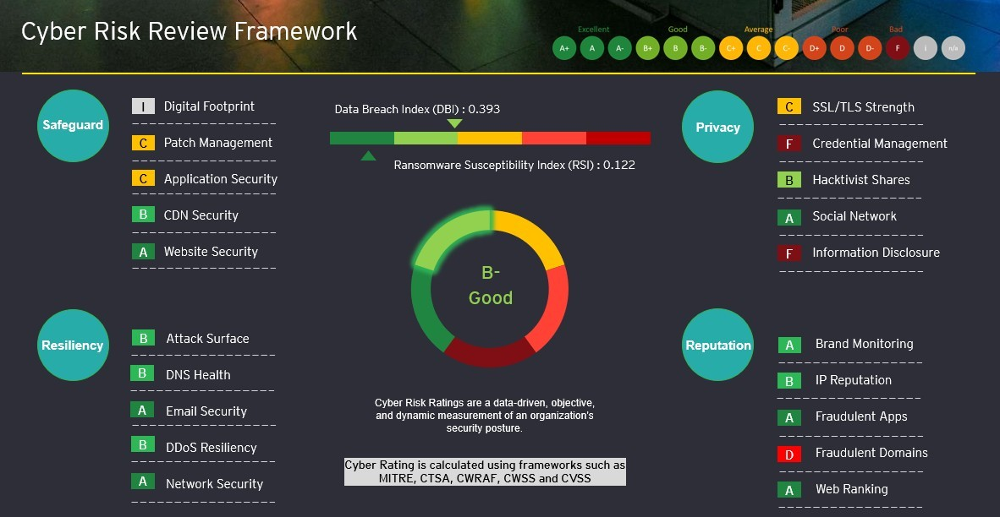 Cyber Risk Review Framework
Excellent Good Average Poor Bad
A+ A A- B+ B B- C+ C C- D+ D D- F I n/a
Safeguard
I Digital Footprint
C Patch Management
C Application Security
B CDN Security
A Website Security
Resiliency
B Attack Surface
B DNS Health
A Email Security
B DDoS Resiliency
A Network Security
Data Breach Index (DBI) : 0.393
Ransomware Susceptibility Index (RSI) : 0.122
B-
Good
Cyber Risk Ratings are a data-driven, objective,
and dynamic measurement of an organization's
security posture.
Cyber Rating is calculated using frameworks such as
MITRE, CTSA, CWRAF, CWSS and CVSS
Privacy
C SSL/TLS Strength
F Credential Management
B Hacktivist Shares
A Social Network
F Information Disclosure
Reputation
A Brand Monitoring
B IP Reputation
A Fraudulent Apps
D Fraudulent Domains
A Web Ranking